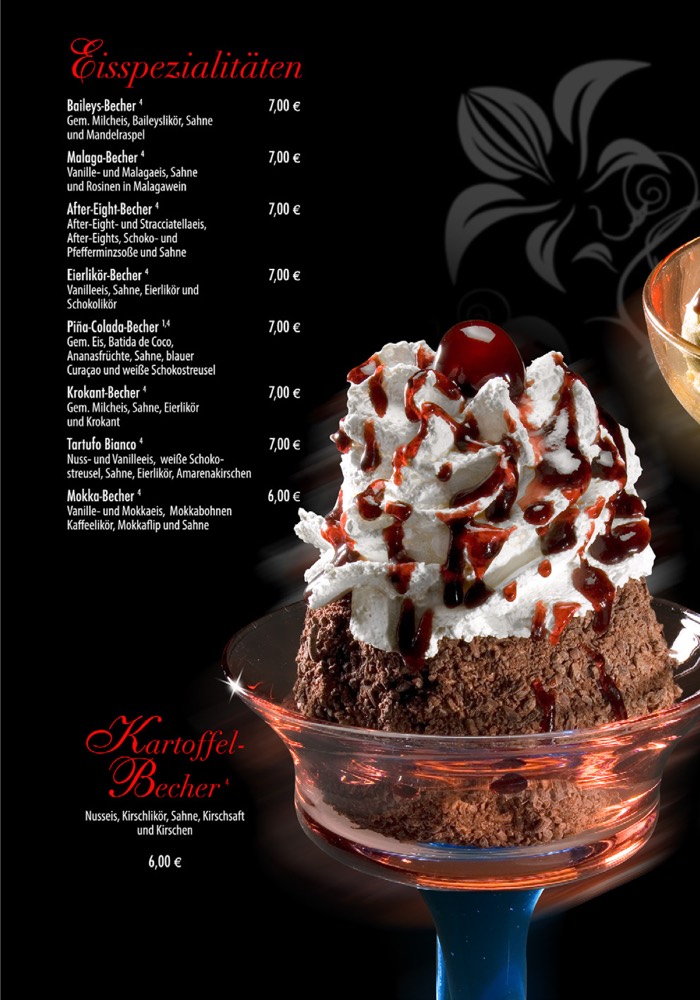 Eisspezialitäten
Baileys-Becher 4 7,00 €
Gem. Milcheis, Baileyslikör, Sahne
und Mandelraspel
Malaga-Becher 4 7,00 €
Vanille- und Malagaeis, Sahne
und Rosinen in Malagawein
After-Eight-Becher 4 7,00 €
After-Eight- und Stracciatellaeis,
After-Eights, Schoko- und
Pfefferminzsoße und Sahne
Eierlikör-Becher 4 7,00 €
Vanilleeis, Sahne, Eierlikör und
Schokolikör
Piña-Colada-Becher 1,4 7,00 €
Gem. Eis, Batida de Coco,
Ananasfrüchte, Sahne, blauer
Curaçao und weiße Schokostreusel
Krokant-Becher 4 7,00 €
Gem. Milcheis, Sahne, Eierlikör
und Krokant
Tartufo Bianco 4 7,00 €
Nuss- und Vanilleeis, weiße Schoko-
streusel, Sahne, Eierlikör, Amarenakirschen
Mokka-Becher 4 6,00 €
Vanille- und Mokkaeis, Mokkabohnen
Kaffeelikör, Mokkaflip und Sahne
Kartoffel-
Becher 4
Nusseis, Kirschlikör, Sahne, Kirschsaft
und Kirschen
6,00 €